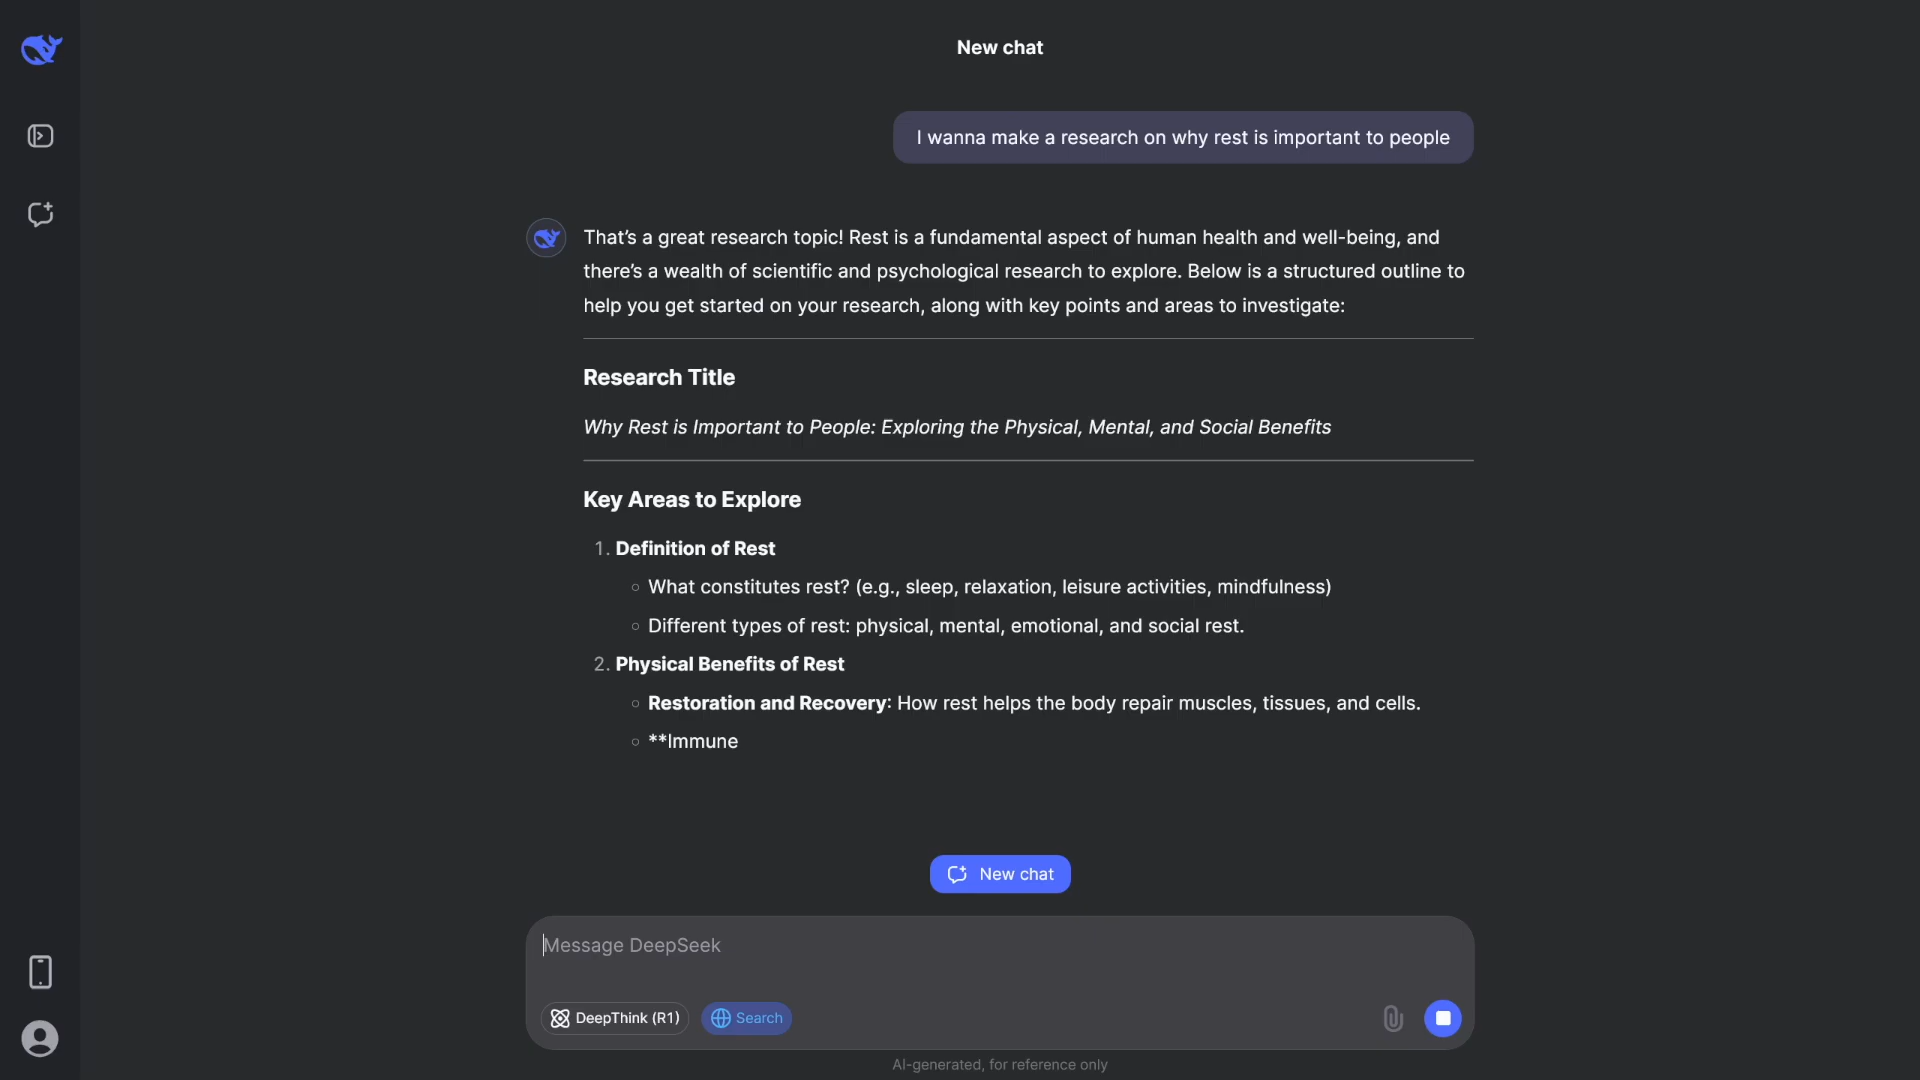 New chat
I wanna make a research on why rest is important to people
That's a great research topic! Rest is a fundamental aspect of human health and well-being, and
there's a wealth of scientific and psychological research to explore. Below is a structured outline to
help you get started on your research, along with key points and areas to investigate:
Research Title
Why Rest is Important to People: Exploring the Physical, Mental, and Social Benefits
Key Areas to Explore
1. Definition of Rest
What constitutes rest? (e.g., sleep, relaxation, leisure activities, mindfulness)
Different types of rest: physical, mental, emotional, and social rest.
2. Physical Benefits of Rest
Restoration and Recovery: How rest helps the body repair muscles, tissues, and cells.
**Immune
New chat
Message DeepSeek
DeepThink (R1) Search
AI-generated, for reference only